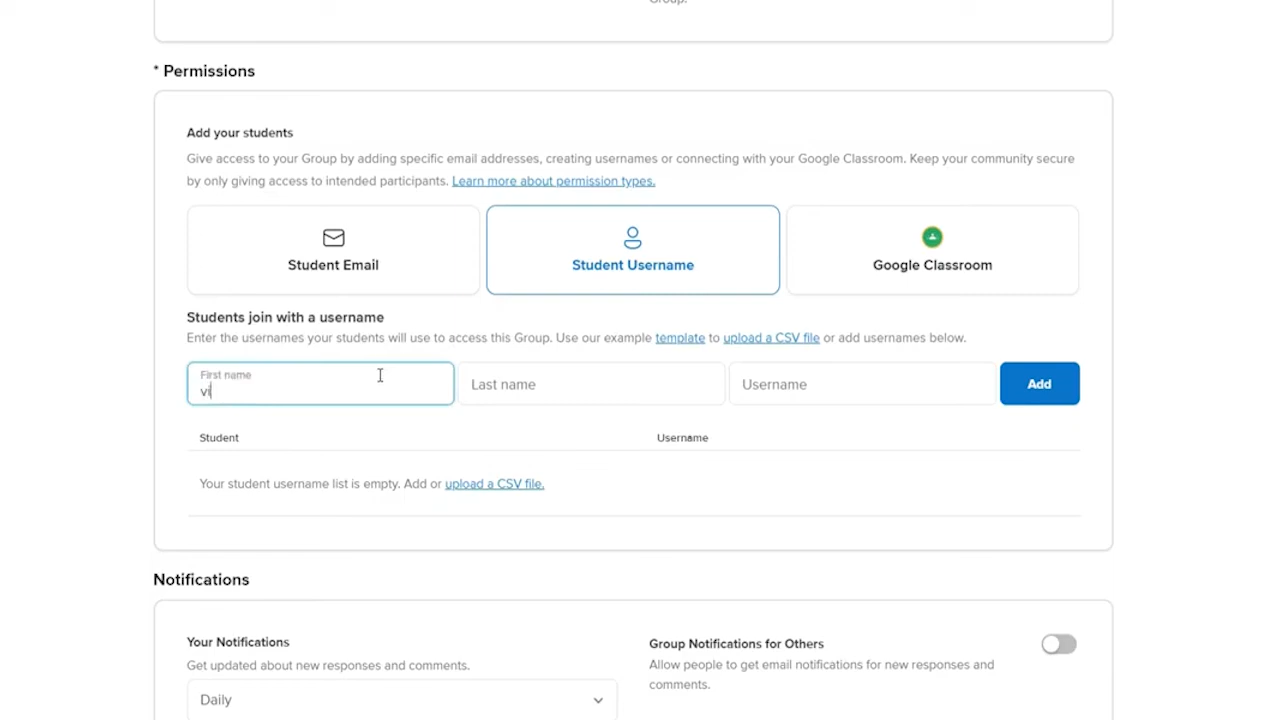 Group.
* Permissions
Add your students
Give access to your Group by adding specific email addresses, creating usernames or connecting with your Google Classroom. Keep your community secure
by only giving access to intended participants. Learn more about permission types.
Student Email
Student Username
Google Classroom
Students join with a username
Enter the usernames your students will use to access this Group. Use our example template to upload a CSV file or add usernames below.
First name
vi
Last name
Username
Add
Student
Username
Your student username list is empty. Add or upload a CSV file.
Notifications
Your Notifications
Get updated about new responses and comments.
Daily
Group Notifications for Others
Allow people to get email notifications for new responses and
comments.